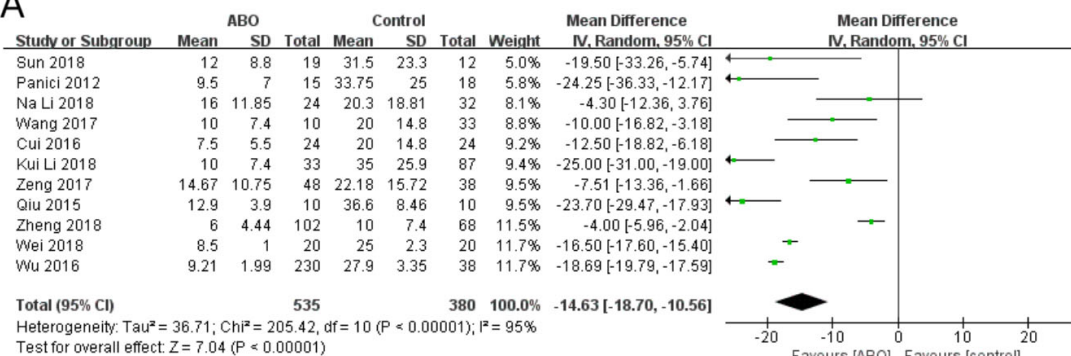 A
ABO Control Mean Difference Mean Difference
Study or Subgroup Mean SD Total Mean SD Total Weight IV, Random, 95% CI IV, Random, 95% CI
Sun 2018 12 8.8 19 31.5 23.3 12 5.0% -19.50 [-33.26, -5.74]
Panici 2012 9.5 7 15 33.75 25 18 5.8% -24.25 [-36.33, -12.17]
Na Li 2018 16 11.85 24 20.3 18.81 32 8.1% -4.30 [-12.36, 3.76]
Wang 2017 10 7.4 10 20 14.8 33 8.8% -10.00 [-16.82, -3.18]
Cui 2016 7.5 5.5 24 20 14.8 24 9.2% -12.50 [-18.82, -6.18]
Kui Li 2018 10 7.4 33 35 25.9 87 9.5% -25.00 [-31.00, -19.00]
Zeng 2017 14.67 10.75 48 22.18 15.72 38 9.5% -7.51 [-13.36, -1.66]
Qiu 2015 12.9 3.9 10 36.6 8.46 10 9.5% -23.70 [-29.47, -17.93]
Zheng 2018 6 4.44 102 10 7.4 68 11.5% -4.00 [-5.96, -2.04]
Wei 2018 8.5 1 20 25 2.3 20 11.7% -16.50 [-17.60, -15.40]
Wu 2016 9.21 1.99 230 27.9 3.35 38 11.7% -18.69 [-19.79, -17.59]
Total (95% CI) 535 380 100.0% -14.63 [-18.70, -10.56]
Heterogeneity: Tau² = 36.71; Chi² = 205.42, df = 10 (P < 0.00001); I² = 95%
Test for overall effect: Z = 7.04 (P < 0.00001)
-20 -10 0 10 20
Favours [ABO] Favours [control]